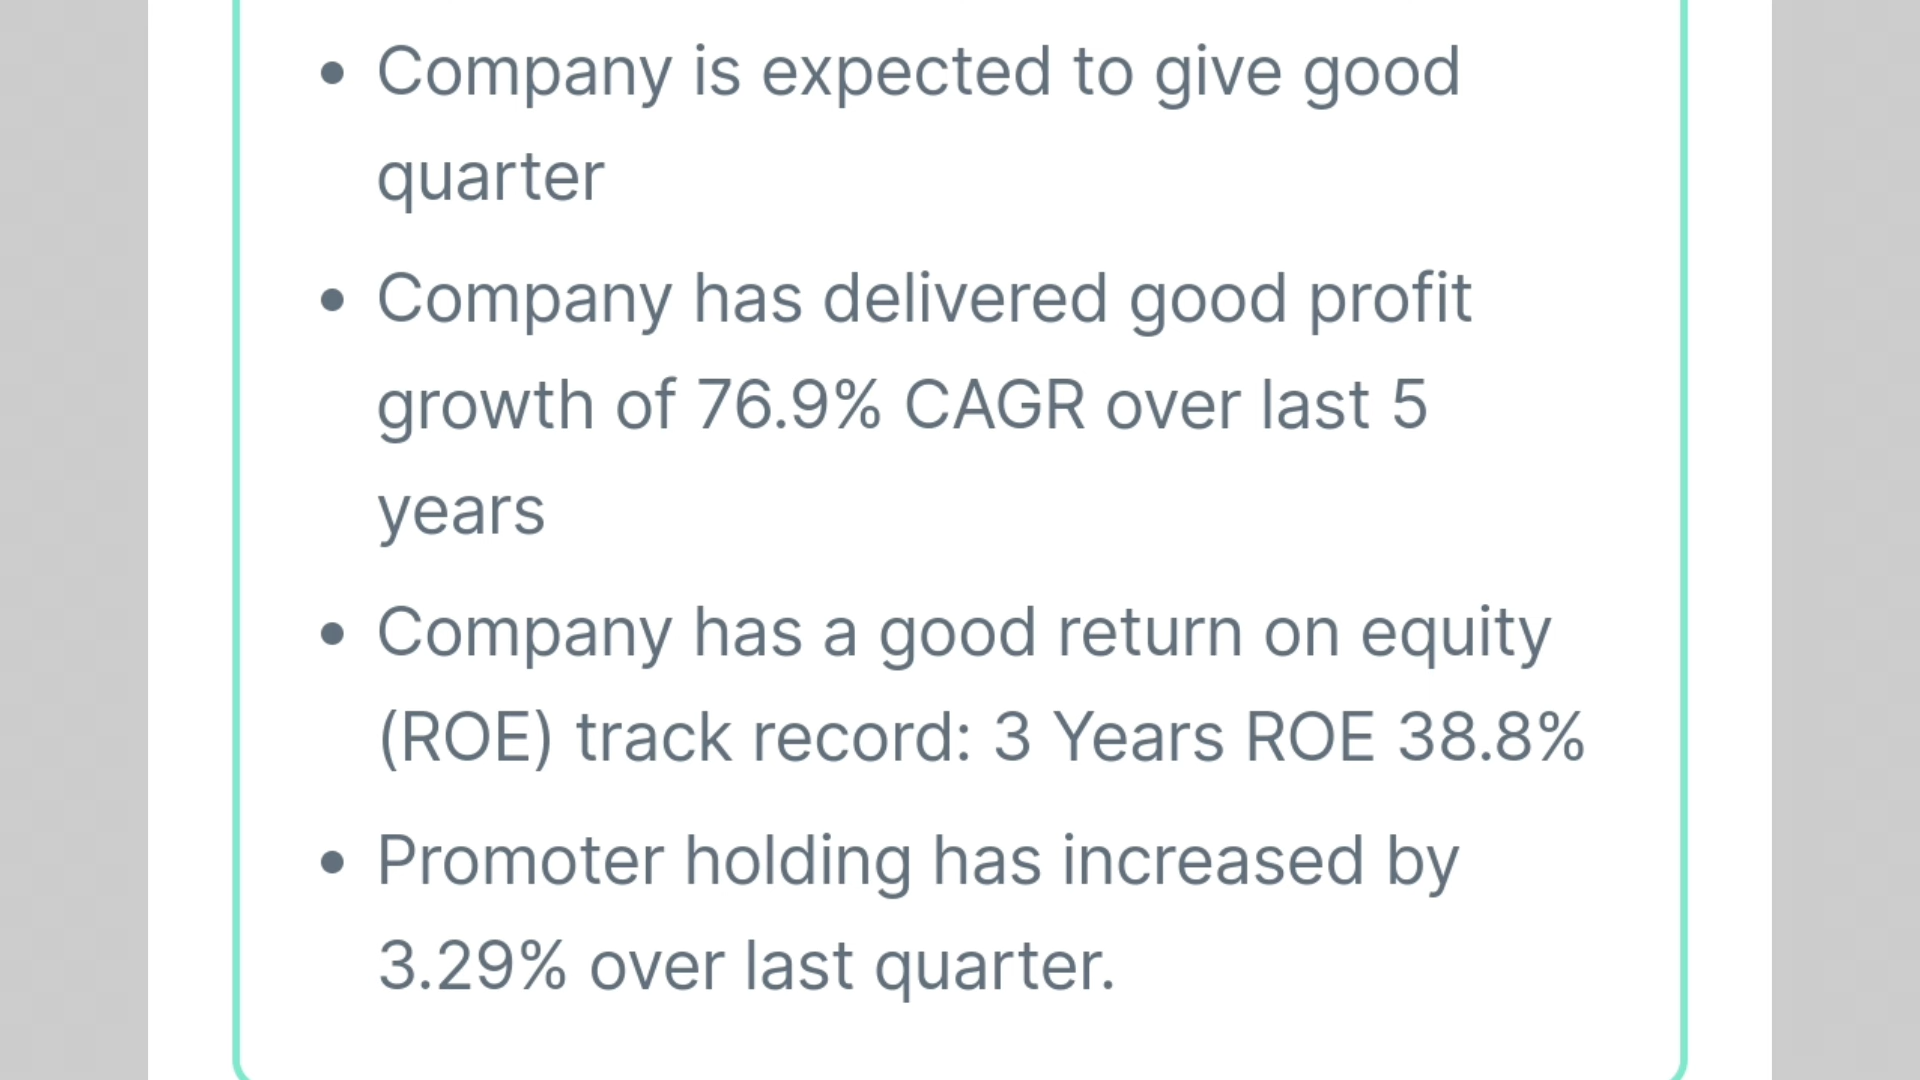 • Company is expected to give good
quarter
• Company has delivered good profit
growth of 76.9% CAGR over last 5
years
• Company has a good return on equity
(ROE) track record: 3 Years ROE 38.8%
• Promoter holding has increased by
3.29% over last quarter.